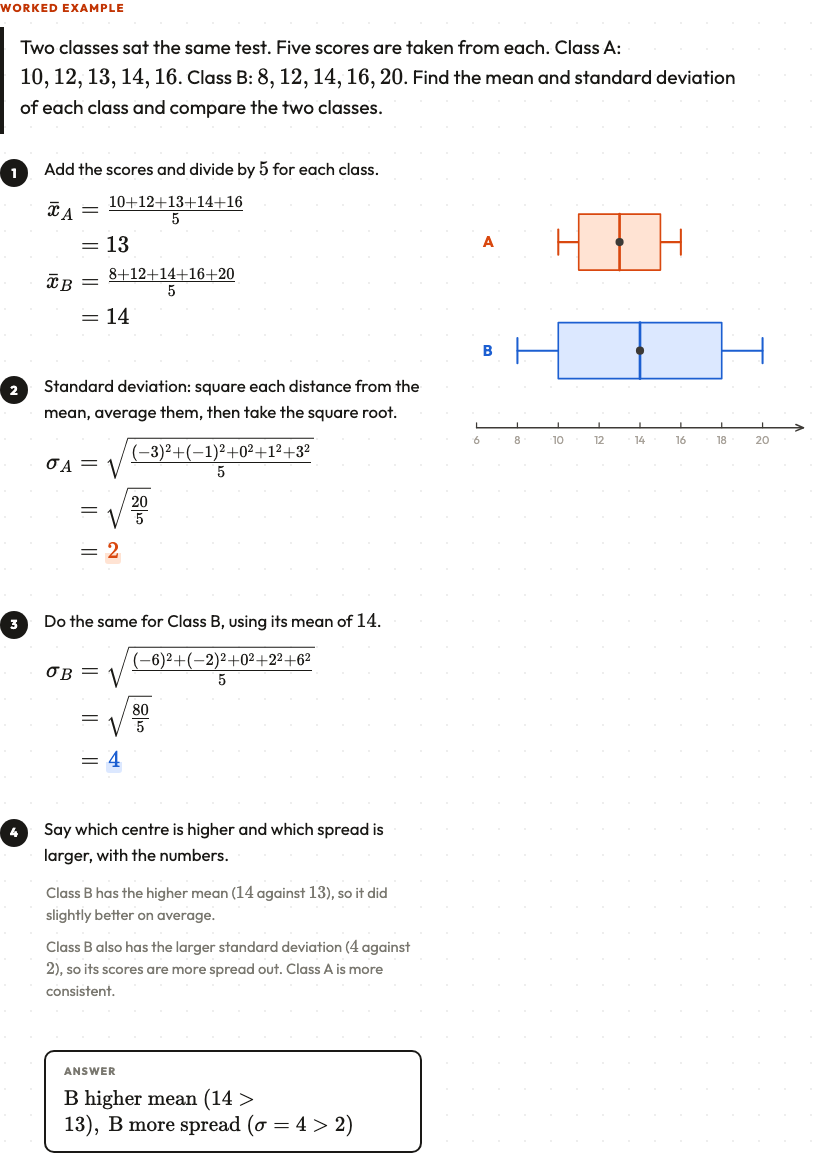 WORKED EXAMPLE
Two classes sat the same test. Five scores are taken from each. Class A:
10, 12, 13, 14, 16. Class B: 8, 12, 14, 16, 20. Find the mean and standard deviation
of each class and compare the two classes.
1 Add the scores and divide by 5 for each class.
x̄_A = (10+12+13+14+16)/5
= 13
x̄_B = (8+12+14+16+20)/5
= 14
2 Standard deviation: square each distance from the
mean, average them, then take the square root.
σ_A = √((−3)²+(−1)²+0²+1²+3²)/5
= √(20/5)
= 2
3 Do the same for Class B, using its mean of 14.
σ_B = √((−6)²+(−2)²+0²+2²+6²)/5
= √(80/5)
= 4
4 Say which centre is higher and which spread is
larger, with the numbers.
Class B has the higher mean (14 against 13), so it did
slightly better on average.
Class B also has the larger standard deviation (4 against
2), so its scores are more spread out. Class A is more
consistent.
ANSWER
B higher mean (14 >
13), B more spread (σ = 4 > 2)
A
B
6 8 10 12 14 16 18 20